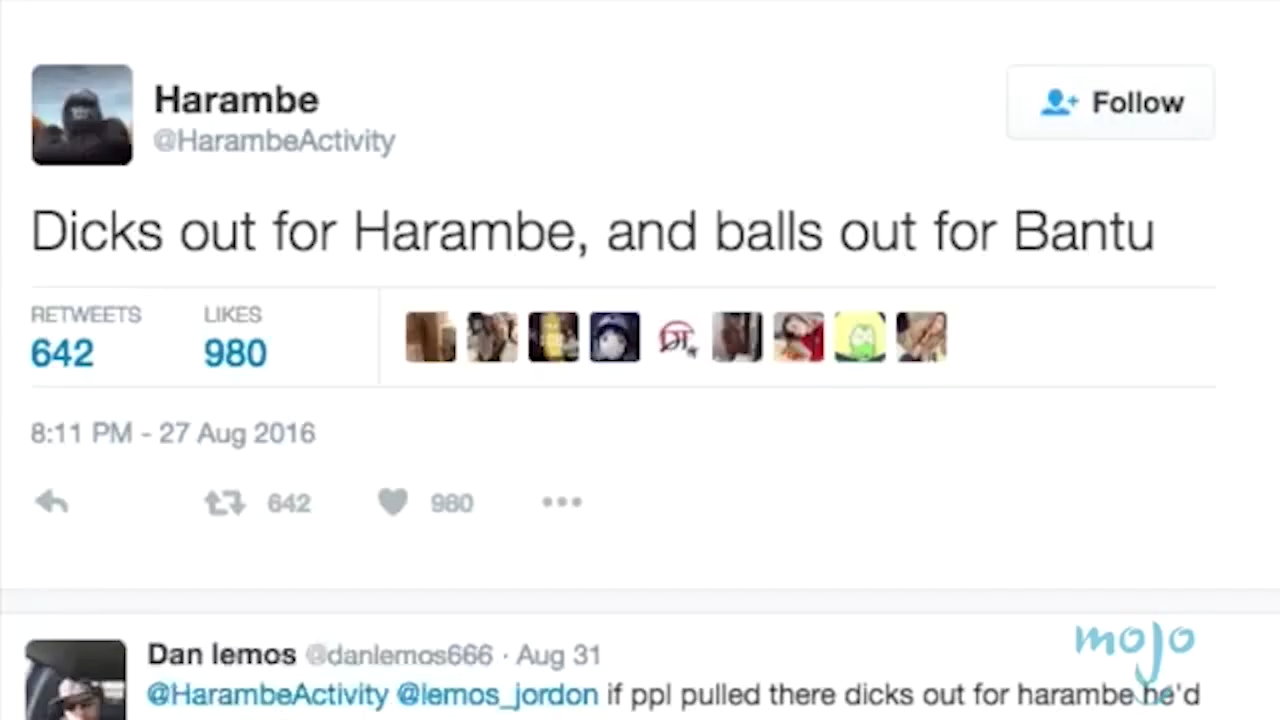 Harambe
@HarambeActivity
Follow
Dicks out for Harambe, and balls out for Bantu
RETWEETS
LIKES
642
980
8:11 PM - 27 Aug 2016
642
980
Dan lemos @danlemos666 · Aug 31
@HarambeActivity @lemos_jordon if ppl pulled there dicks out for harambe he'd
mojo